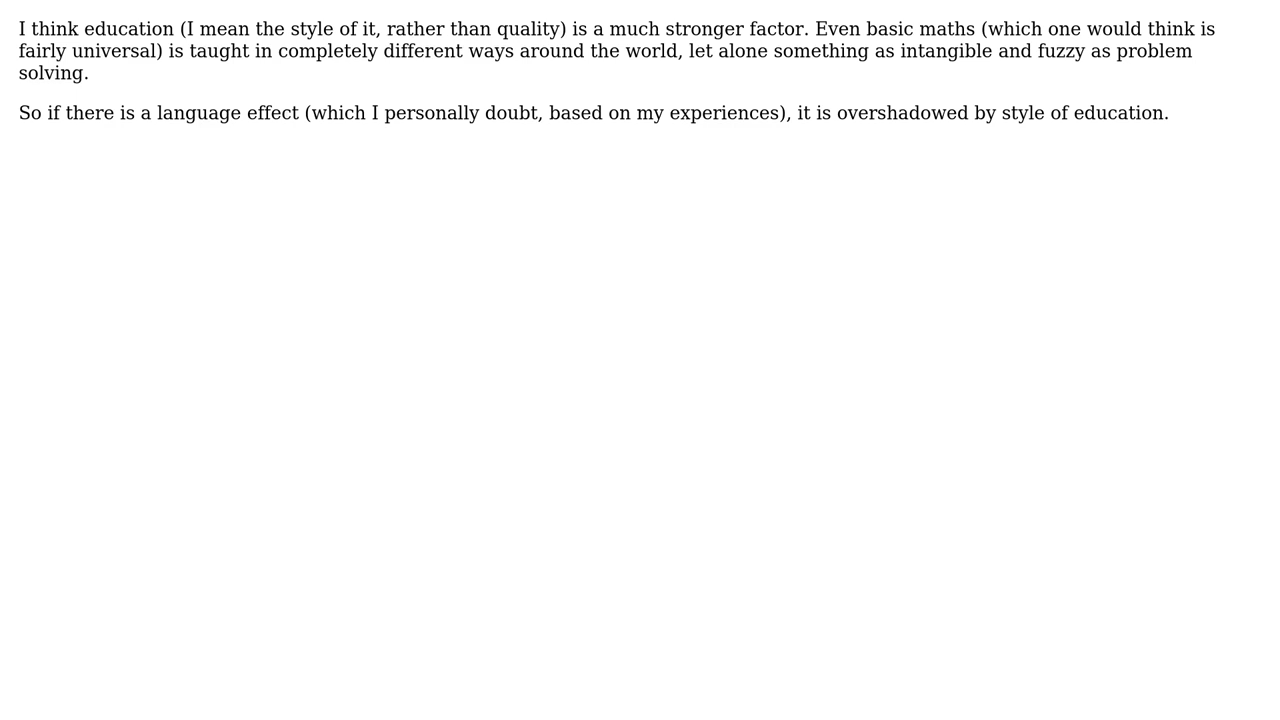 I think education (I mean the style of it, rather than quality) is a much stronger factor. Even basic maths (which one would think is
fairly universal) is taught in completely different ways around the world, let alone something as intangible and fuzzy as problem
solving.
So if there is a language effect (which I personally doubt, based on my experiences), it is overshadowed by style of education.